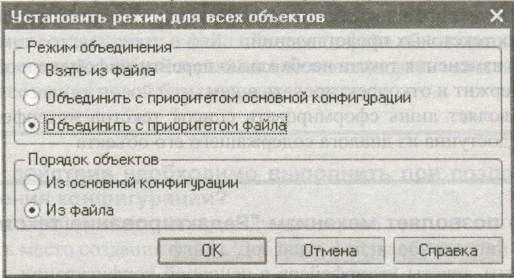 Установить режим для всех объектов
Режим объединения
Взять из файла
Объединить с приоритетом основной конфигурации
Объединить с приоритетом файла
Порядок объектов
Из основной конфигурации
Из файла
OK Отмена Справка